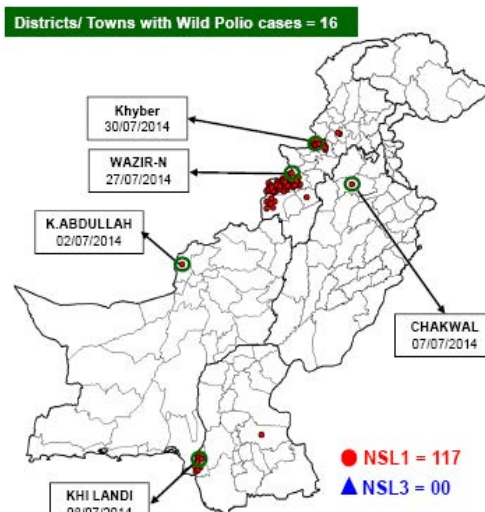 Districts/ Towns with Wild Polio cases = 16
Khyber
30/07/2014
WAZIR-N
27/07/2014
K.ABDULLAH
02/07/2014
CHAKWAL
07/07/2014
NSL1 = 117
NSL3 = 00
KHI LANDI